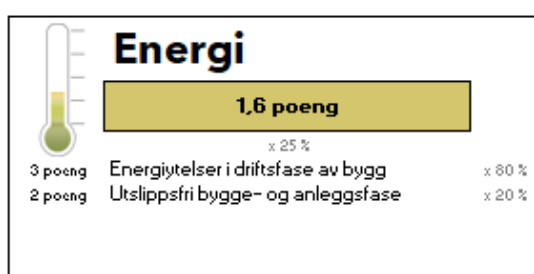 Energi
1,6 poeng
x 25 %
3 poeng Energiytelser i driftsfase av bygg x 80 %
2 poeng Utslippsfri bygge- og anleggsfase x 20 %